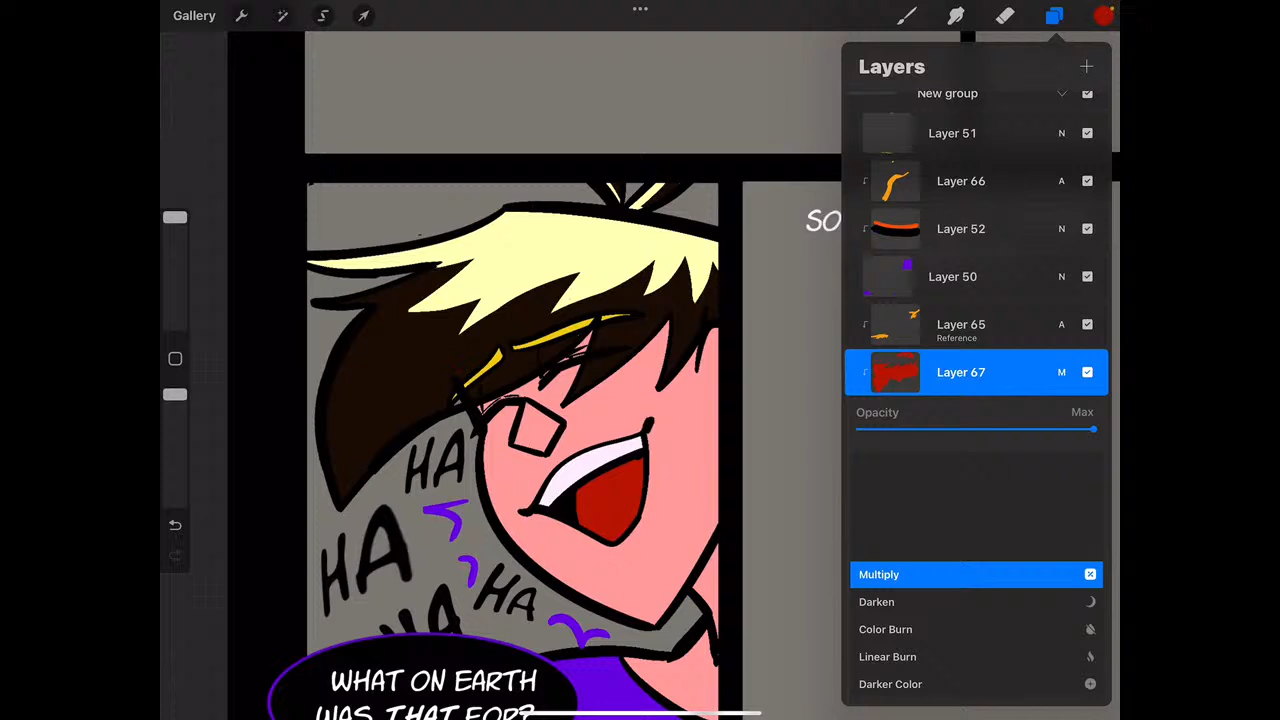 Gallery
Layers
New group
Layer 51 N
Layer 66 A
Layer 52 N
Layer 50 N
Layer 65 A
Reference
Layer 67 M
Opacity Max
Multiply
Darken
Color Burn
Linear Burn
Darker Color
SO
HA
HA
HA
HA
WHAT ON EARTH
WAS THAT FOR?